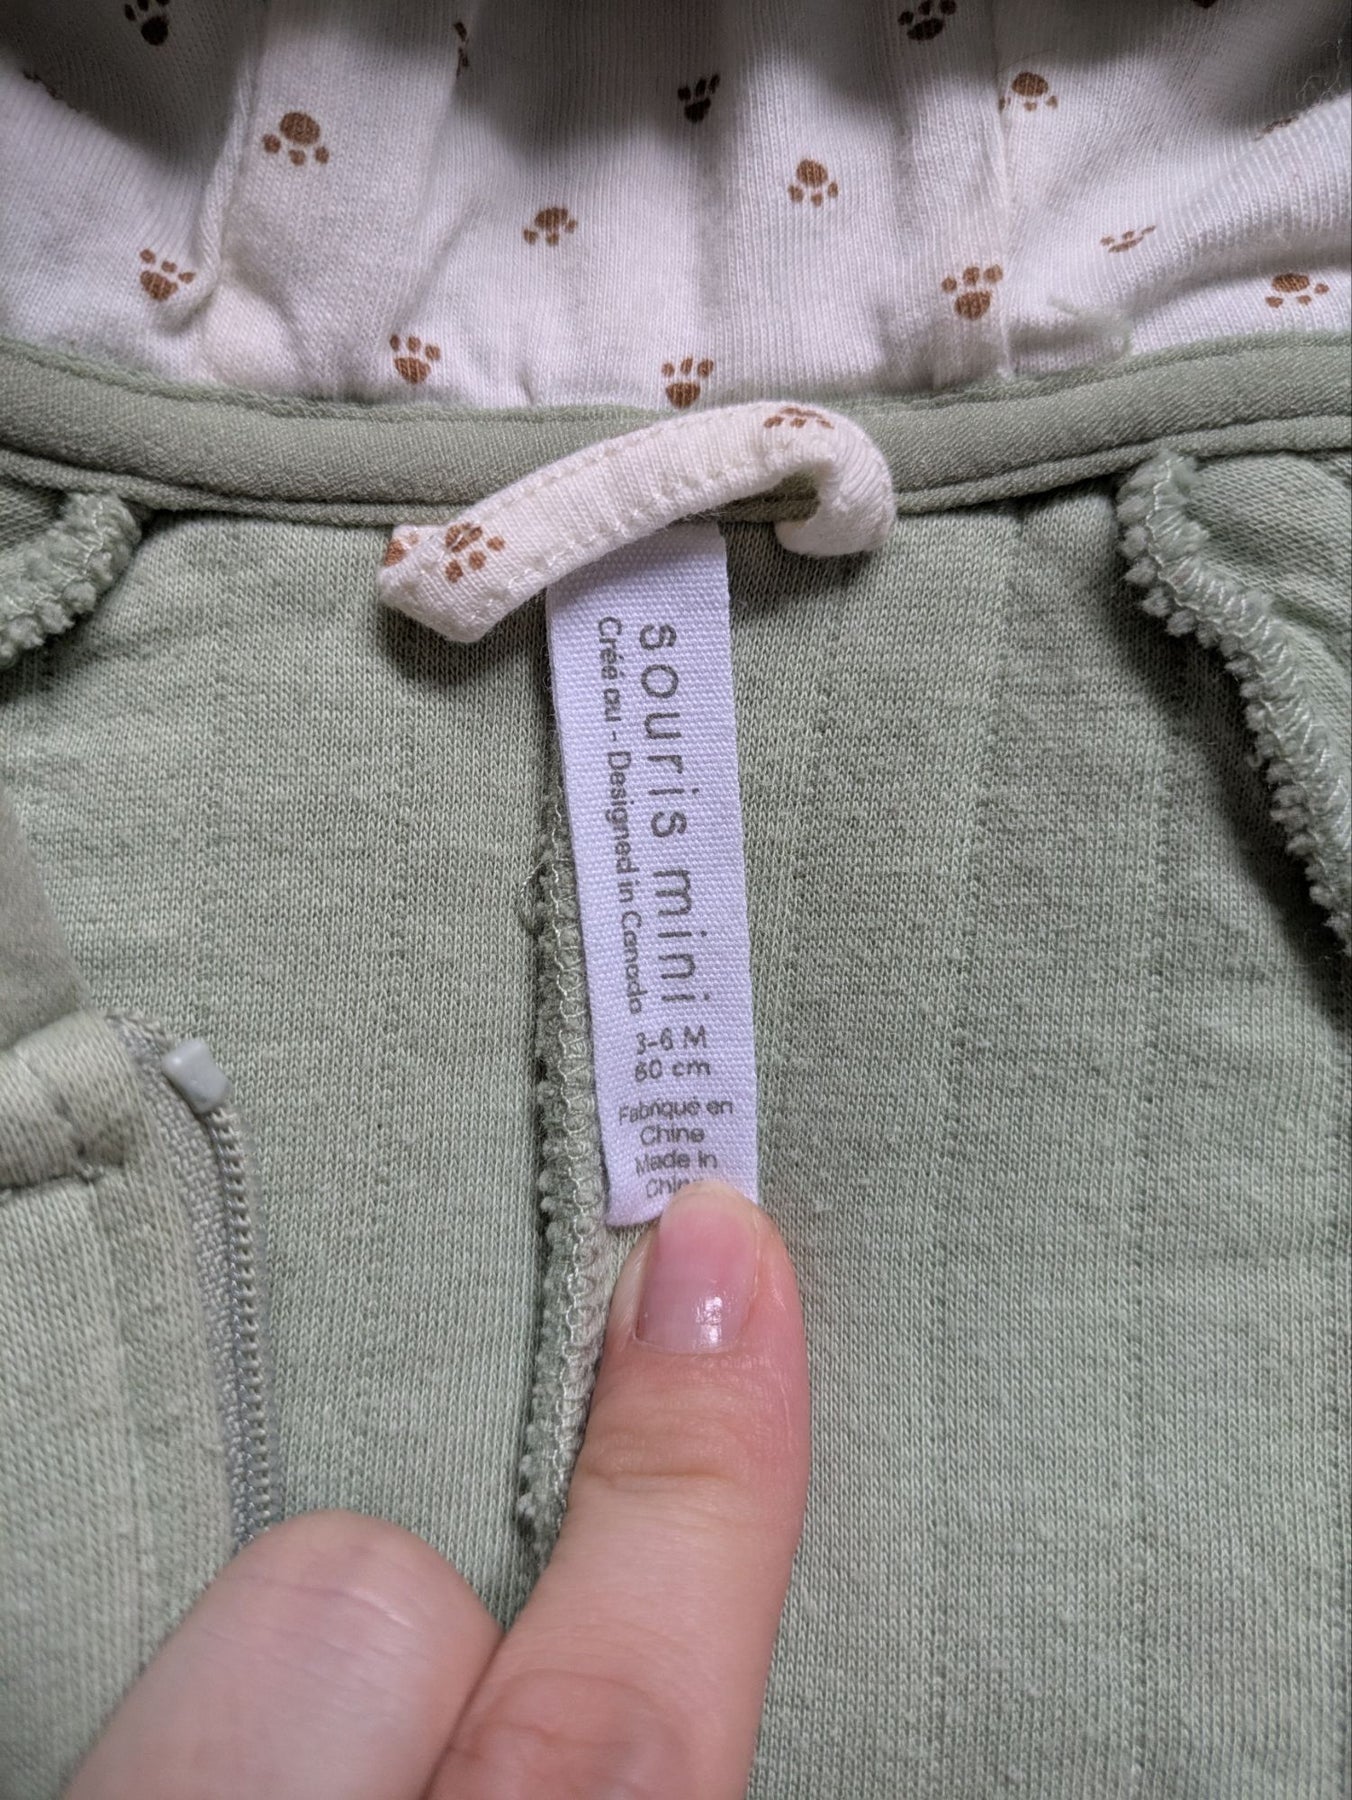 souris mini
Créé au - Designed in Canada
3-6 M
60 cm
Fabriqué en
Chine
Made in